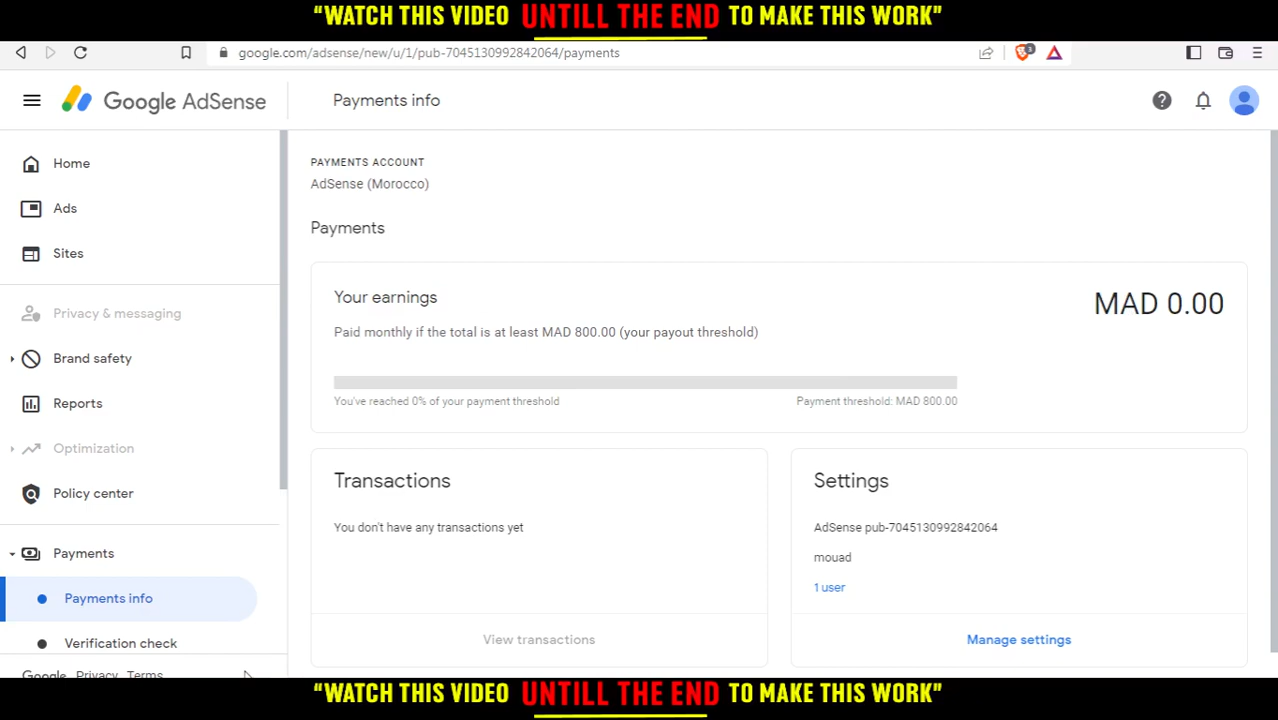 “WATCH THIS VIDEO UNTILL THE END TO MAKE THIS WORK”
google.com/adsense/new/u/1/pub-7045130992842064/payments
3
Google AdSense
Payments info
Home
Ads
Sites
Privacy & messaging
Brand safety
Reports
Optimization
Policy center
Payments
Payments info
Verification check
Google Privacy Terms
PAYMENTS ACCOUNT
AdSense (Morocco)
Payments
Your earnings
MAD 0.00
Paid monthly if the total is at least MAD 800.00 (your payout threshold)
You've reached 0% of your payment threshold
Payment threshold: MAD 800.00
Transactions
You don't have any transactions yet
View transactions
Settings
AdSense pub-7045130992842064
mouad
1 user
Manage settings
“WATCH THIS VIDEO UNTILL THE END TO MAKE THIS WORK”